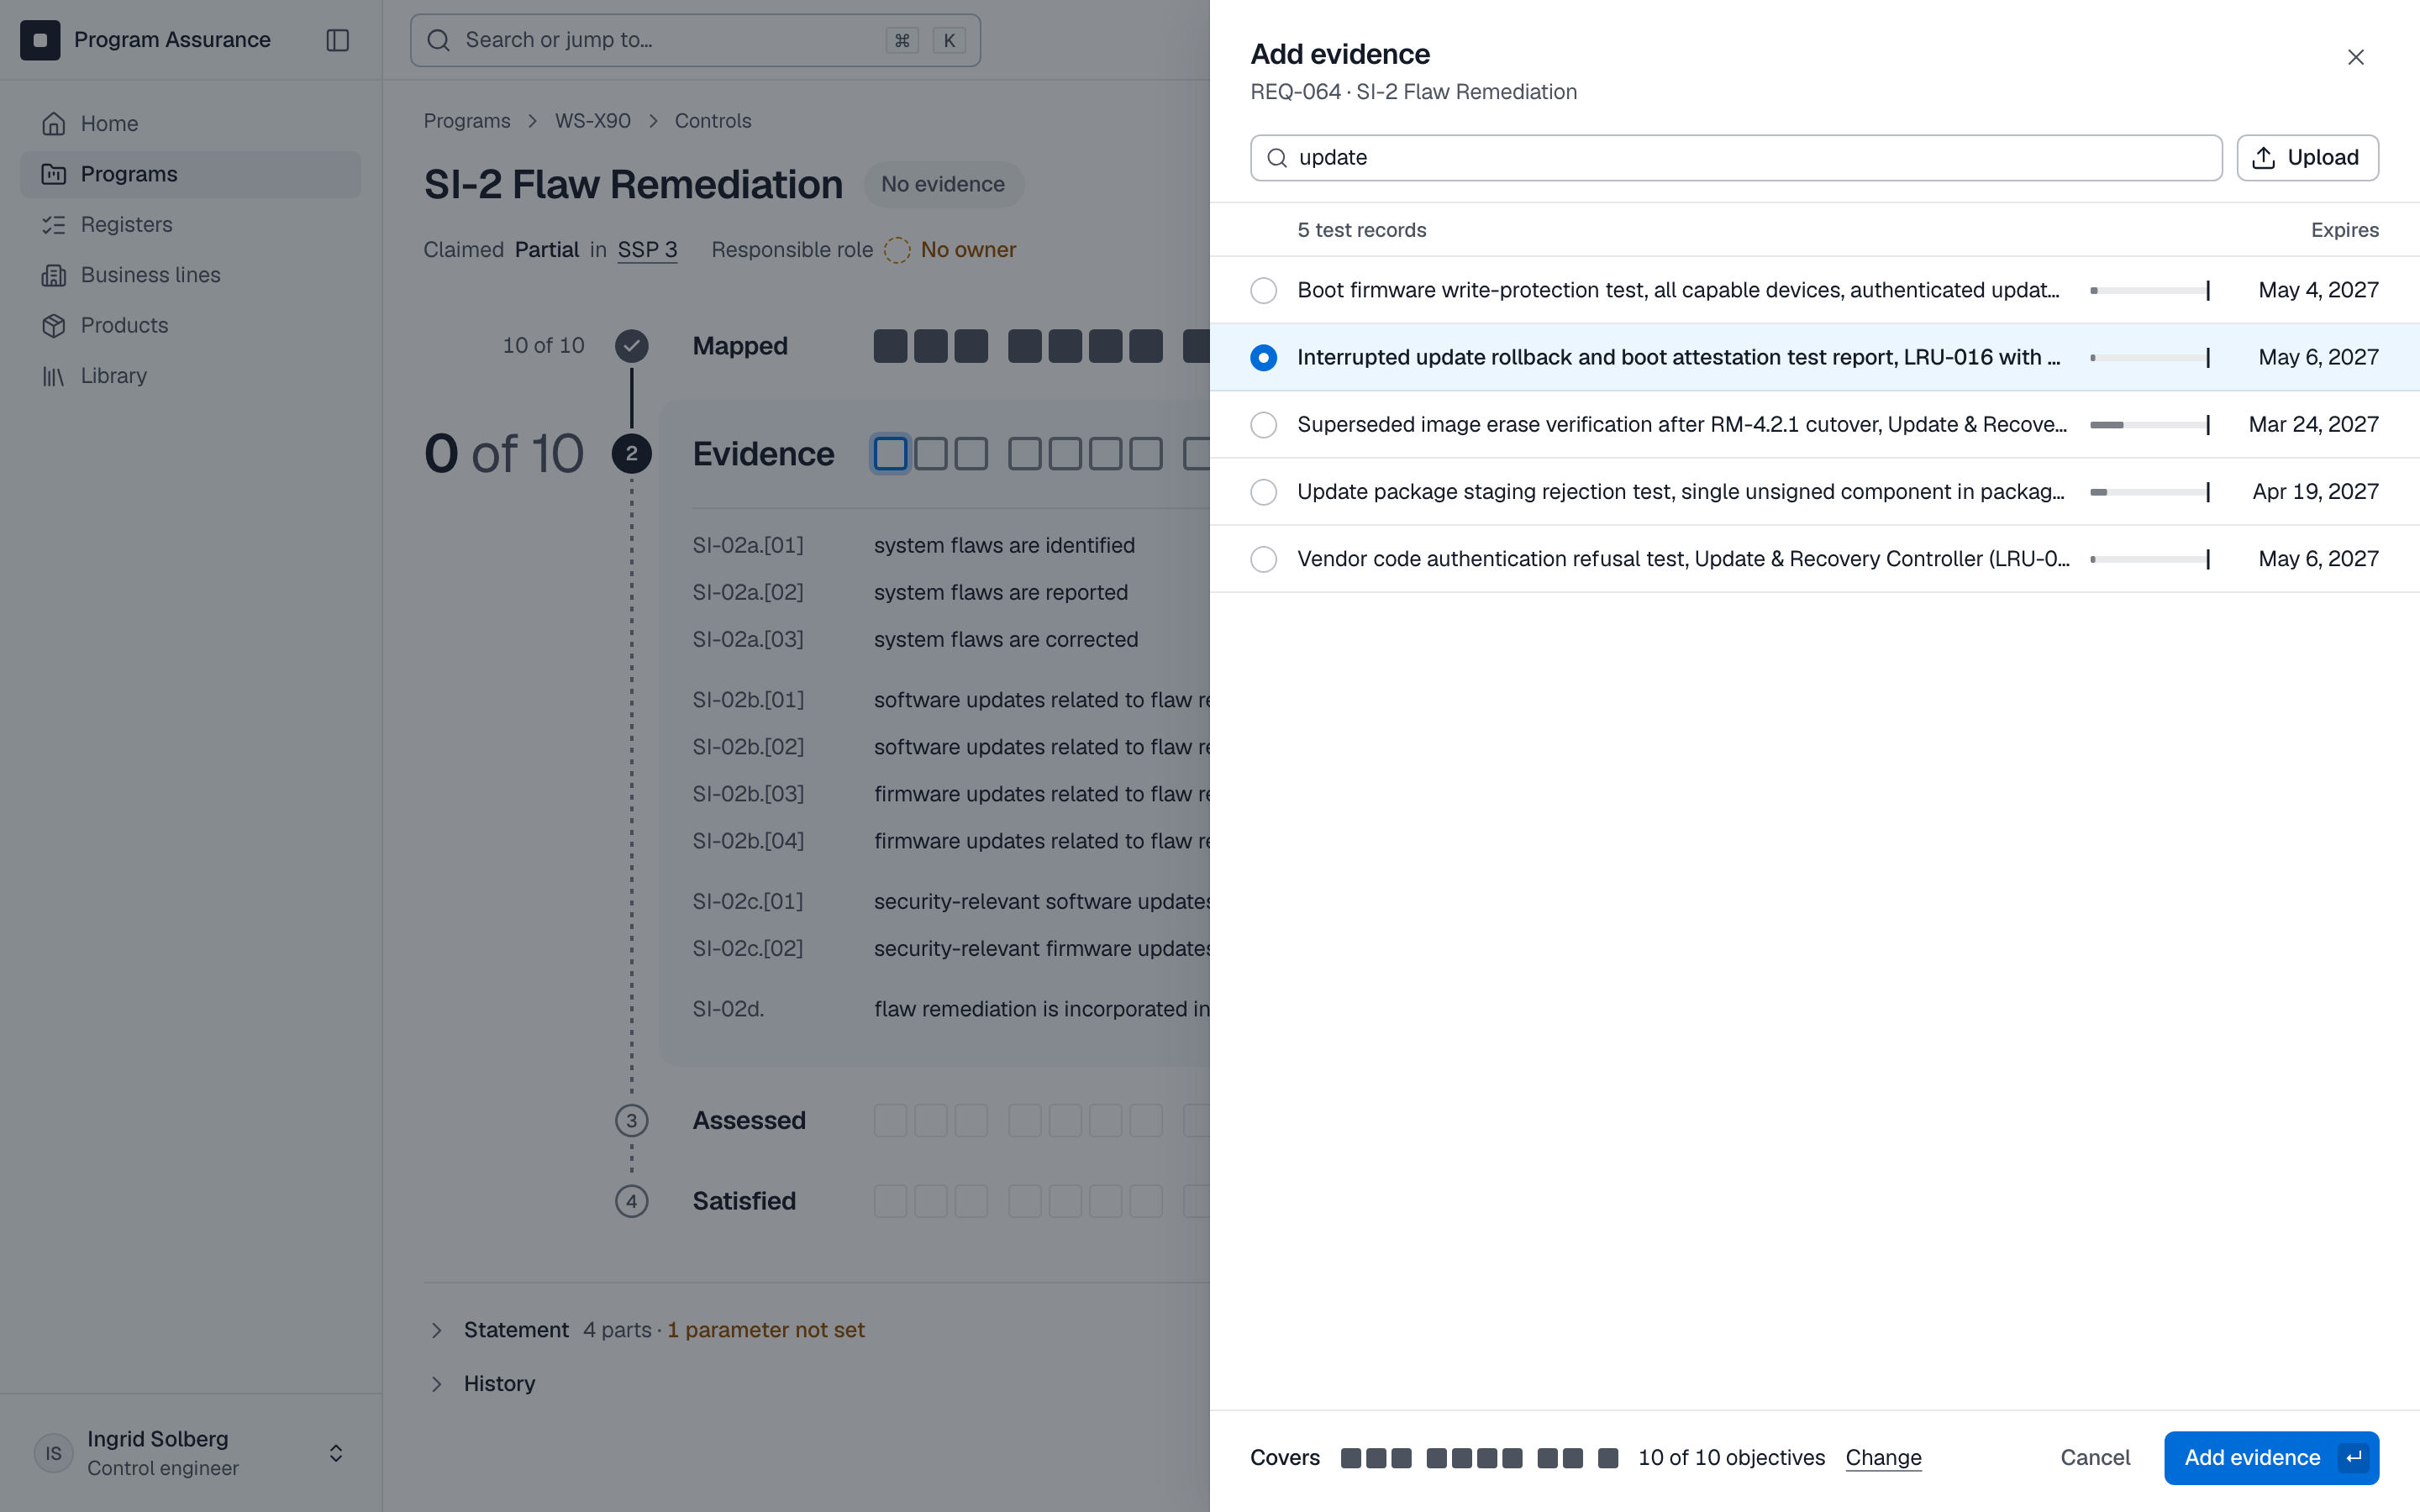 Program Assurance
Search or jump to...
⌘ K
Home
Programs
Registers
Business lines
Products
Library
IS
Ingrid Solberg
Control engineer
Programs > WS-X90 > Controls
SI-2 Flaw Remediation
No evidence
Claimed Partial in SSP 3
Responsible role No owner
10 of 10
Mapped
0 of 10
2
Evidence
SI-02a.[01] system flaws are identified
SI-02a.[02] system flaws are reported
SI-02a.[03] system flaws are corrected
SI-02b.[01] software updates related to flaw
SI-02b.[02] software updates related to flaw
SI-02b.[03] firmware updates related to flaw
SI-02b.[04] firmware updates related to flaw
SI-02c.[01] security-relevant software updates
SI-02c.[02] security-relevant firmware updates
SI-02d. flaw remediation is incorporated in
3
Assessed
4
Satisfied
Statement 4 parts · 1 parameter not set
History
Add evidence
REQ-064 · SI-2 Flaw Remediation
update
Upload
5 test records
Expires
Boot firmware write-protection test, all capable devices, authenticated updat... May 4, 2027
Interrupted update rollback and boot attestation test report, LRU-016 with ... May 6, 2027
Superseded image erase verification after RM-4.2.1 cutover, Update & Recove... Mar 24, 2027
Update package staging rejection test, single unsigned component in packag... Apr 19, 2027
Vendor code authentication refusal test, Update & Recovery Controller (LRU-0... May 6, 2027
Covers
10 of 10 objectives
Change
Cancel
Add evidence